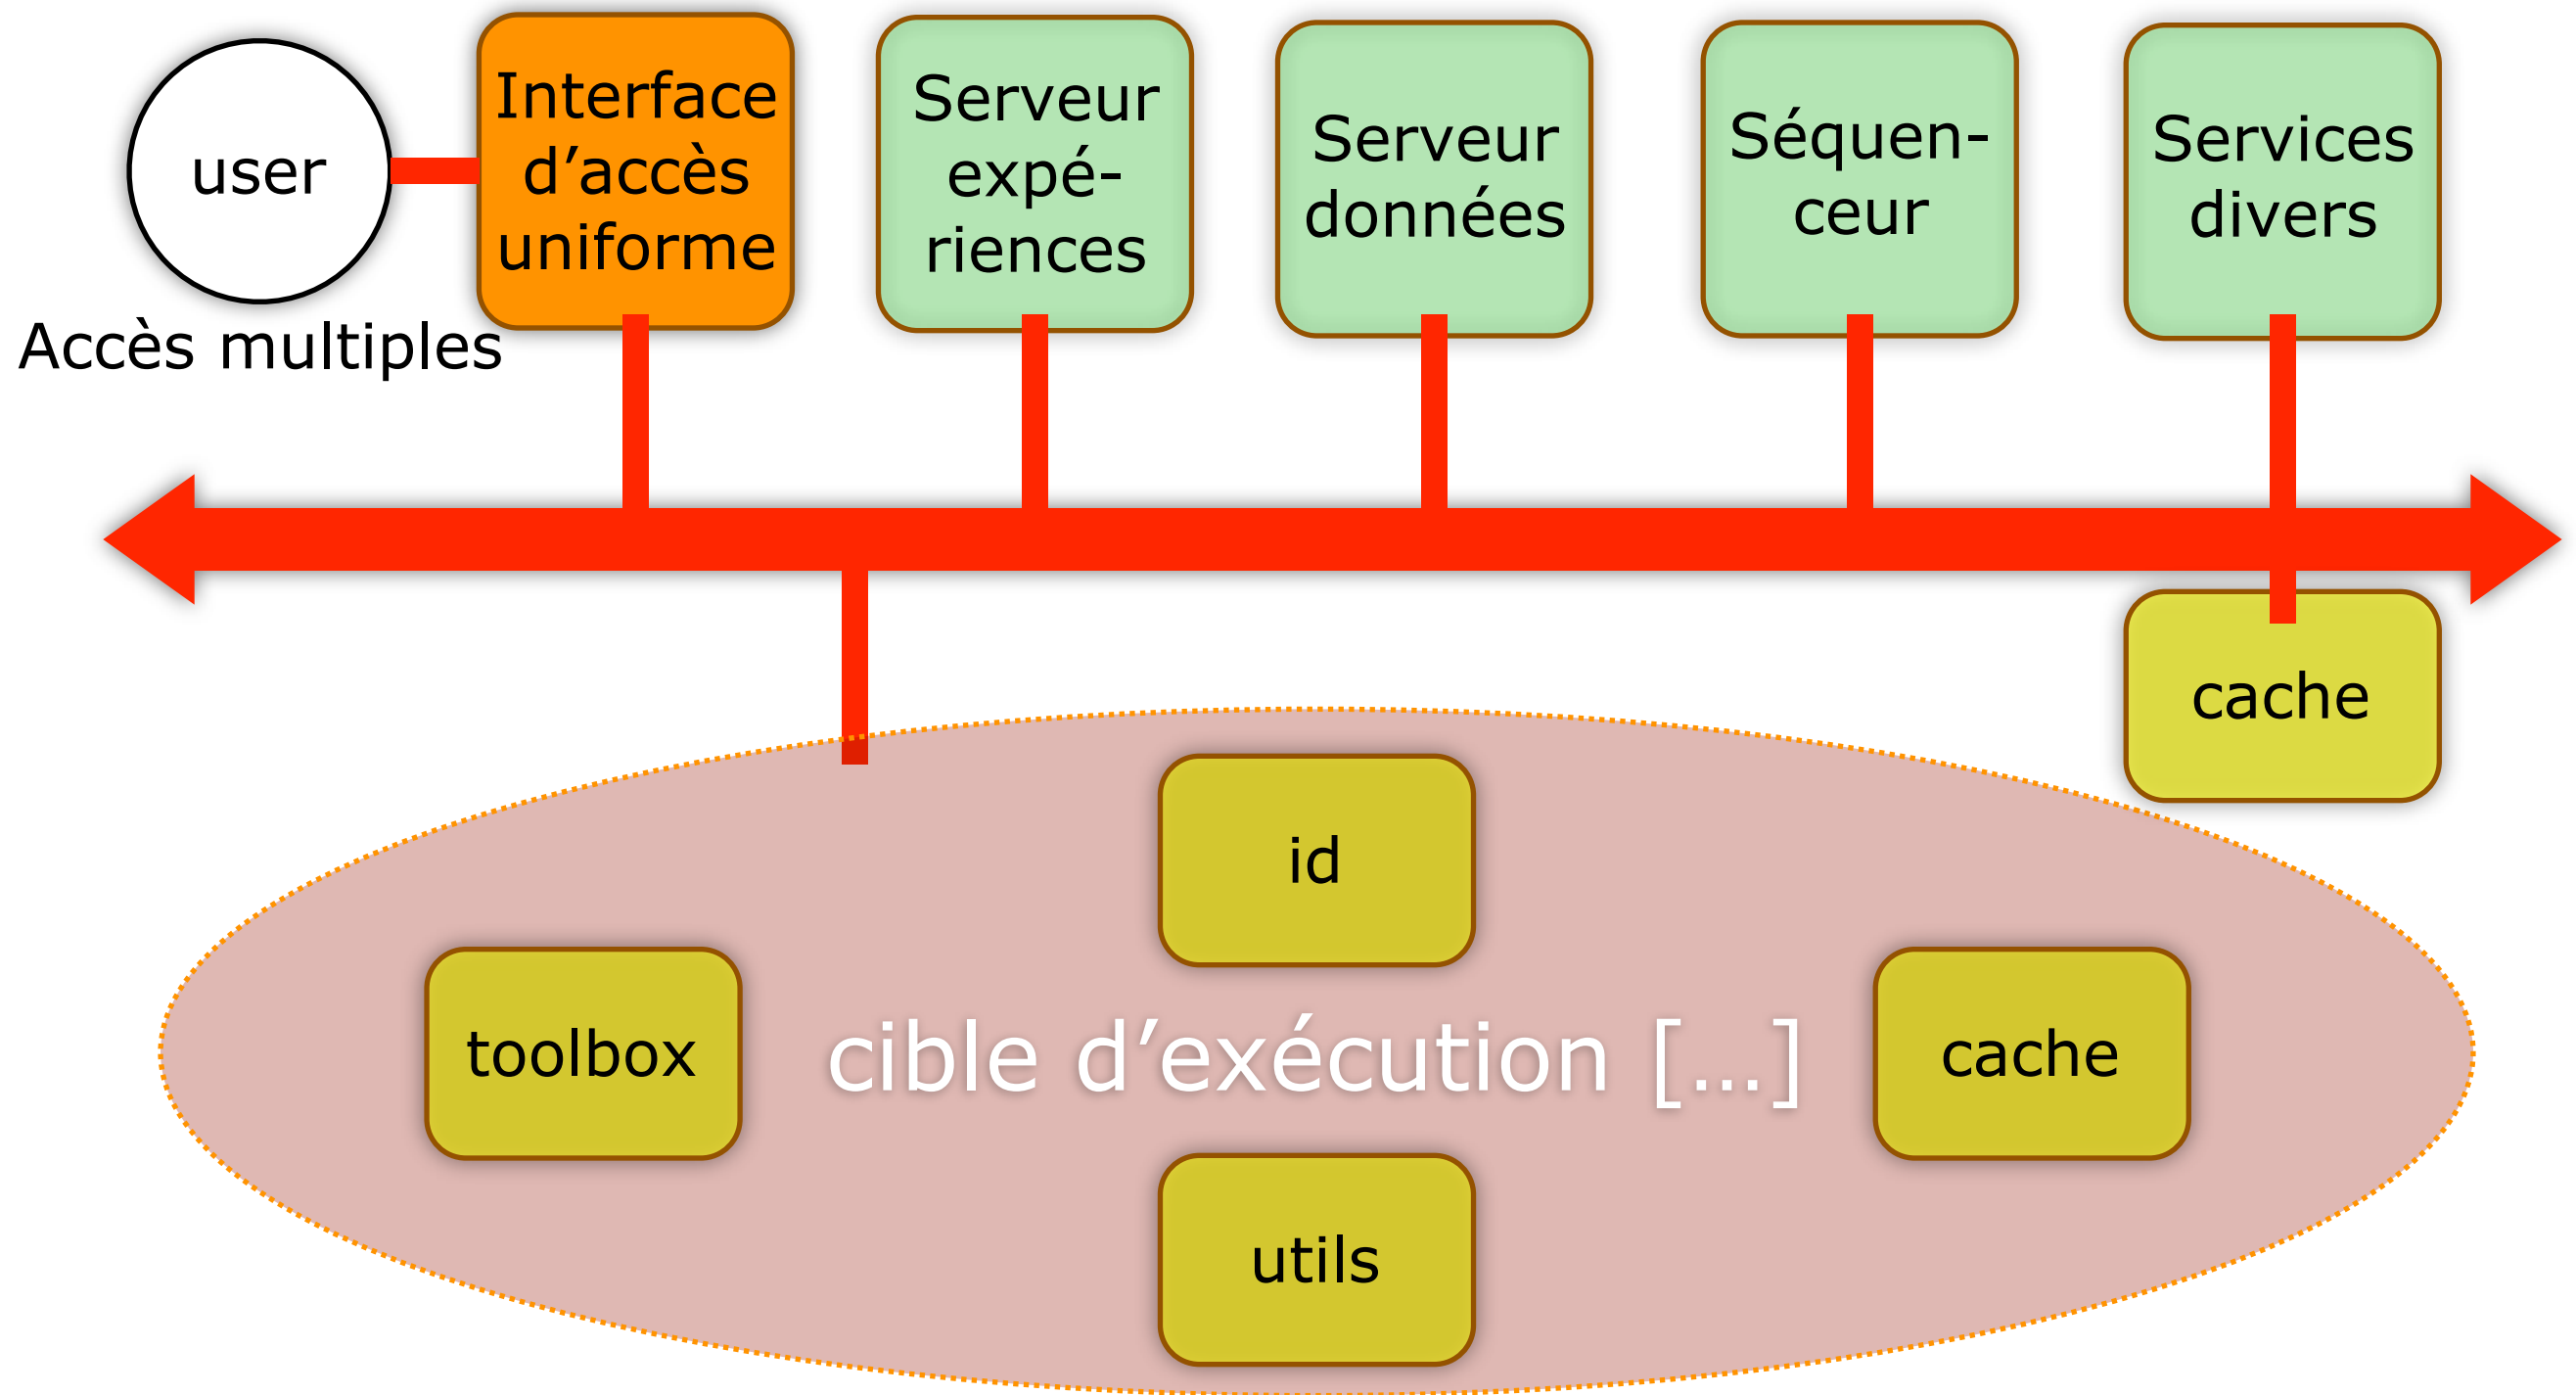 user
Accès multiples
Interface
d’accès
uniforme
Serveur
expé-
riences
Serveur
données
Séquen-
ceur
Services
divers
cache
id
toolbox
cible d’exécution […]
cache
utils